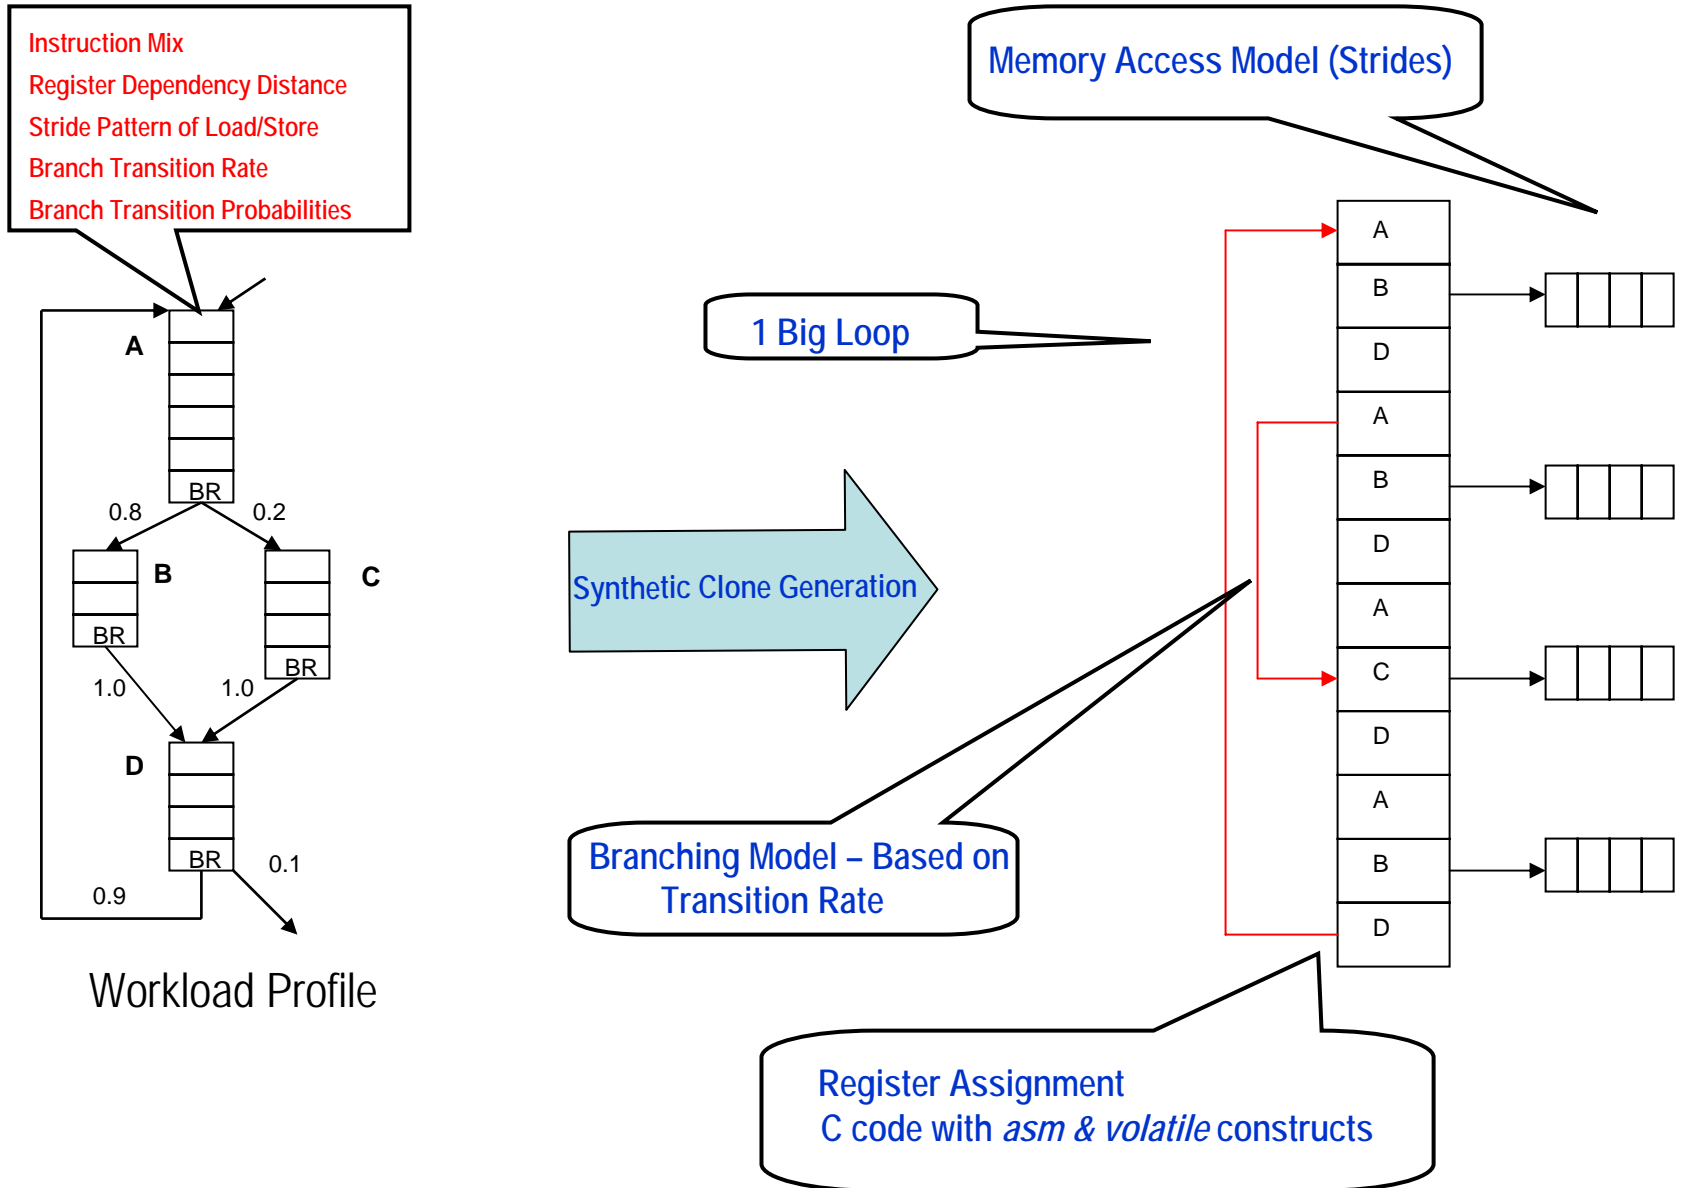 Instruction Mix
Register Dependency Distance
Stride Pattern of Load/Store
Branch Transition Rate
Branch Transition Probabilities
A
BR
0.8
0.2
B
C
BR
BR
1.0
1.0
D
BR
0.1
0.9
Workload Profile
Synthetic Clone Generation
Memory Access Model (Strides)
1 Big Loop
A
B
D
A
B
D
A
C
D
A
B
D
Branching Model – Based on
Transition Rate
Register Assignment
C code with asm & volatile constructs